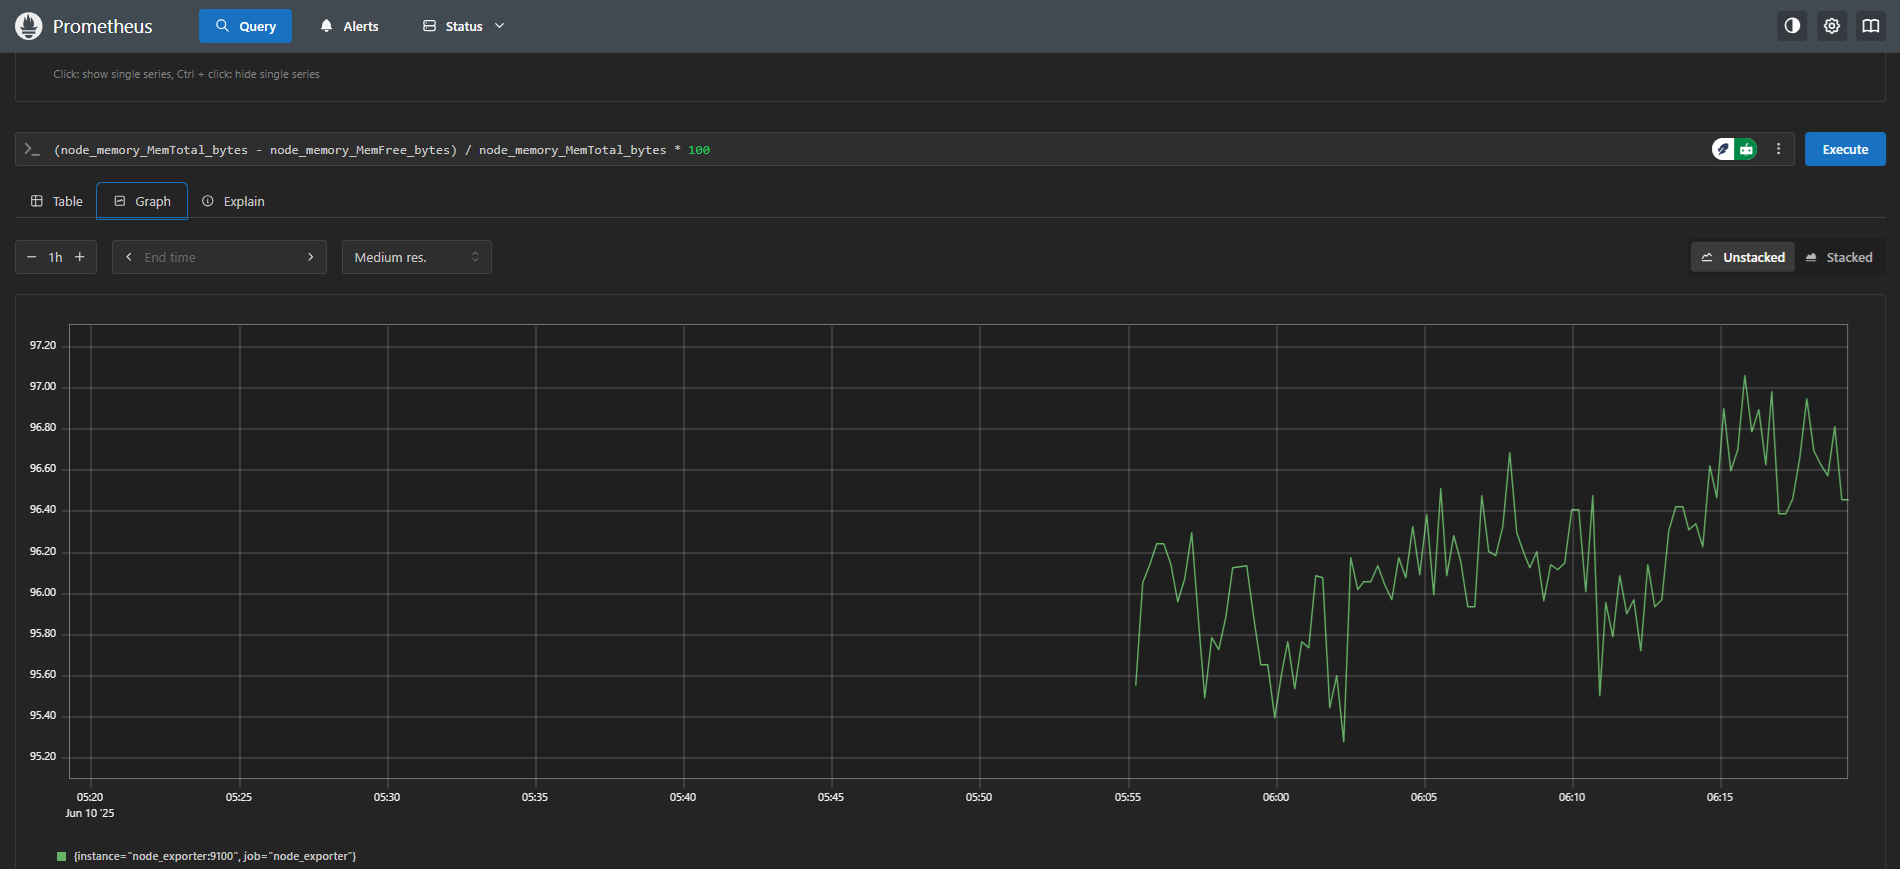 Prometheus Query Alerts Status
Click: show single series, Ctrl + click: hide single series
(node_memory_MemTotal_bytes - node_memory_MemFree_bytes) / node_memory_MemTotal_bytes * 100
Execute
Table Graph Explain
1h End time Medium res. Unstacked Stacked
97.20
97.00
96.80
96.60
96.40
96.20
96.00
95.80
95.60
95.40
95.20
05:20 05:25 05:30 05:35 05:40 05:45 05:50 05:55 06:00 06:05 06:10 06:15
Jun 10 '25
{instance="node_exporter:9100", job="node_exporter"}